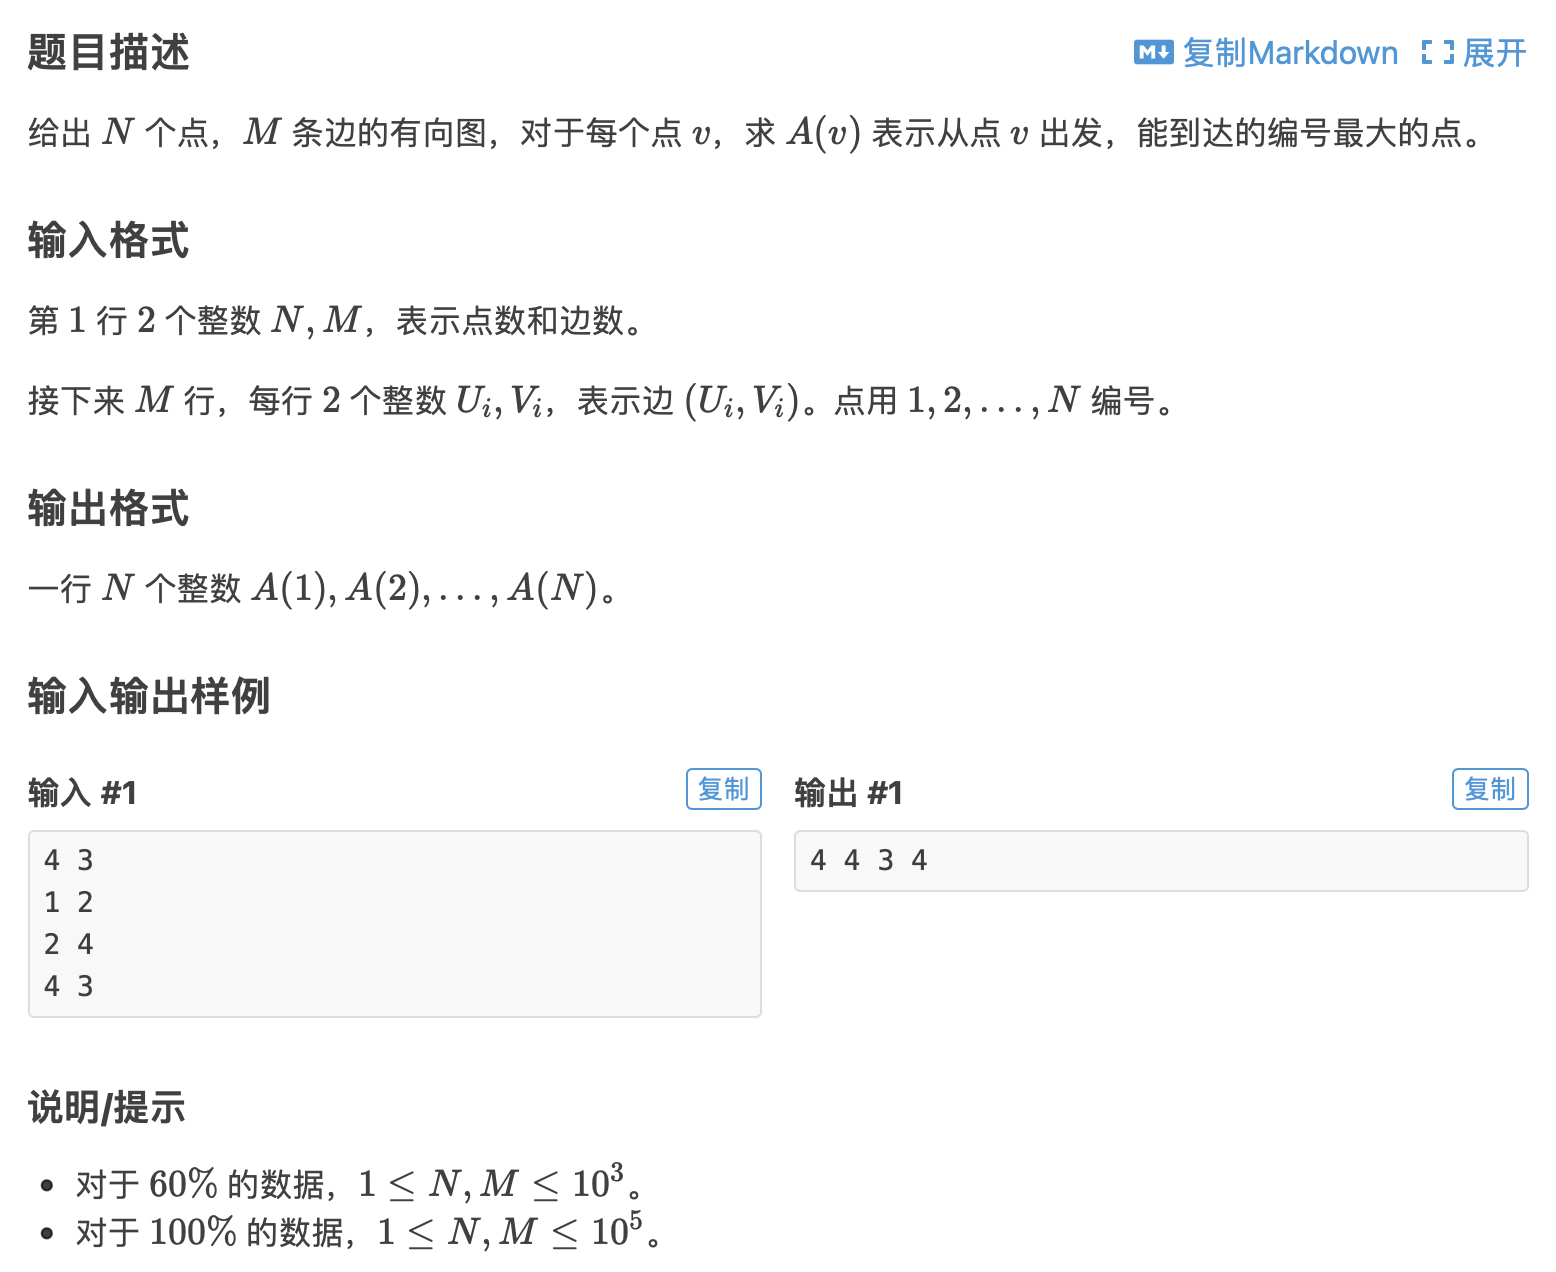 题目描述
复制Markdown 展开
给出 N 个点，M 条边的有向图，对于每个点 v，求 A(v) 表示从点 v 出发，能到达的编号最大的点。
输入格式
第 1 行 2 个整数 N, M，表示点数和边数。
接下来 M 行，每行 2 个整数 U_i, V_i，表示边 (U_i, V_i)。点用 1, 2, ..., N 编号。
输出格式
一行 N 个整数 A(1), A(2), ..., A(N)。
输入输出样例
输入 #1
复制
4 3
1 2
2 4
4 3
输出 #1
复制
4 4 3 4
说明/提示
• 对于 60% 的数据，1 ≤ N, M ≤ 10^3。
• 对于 100% 的数据，1 ≤ N, M ≤ 10^5。